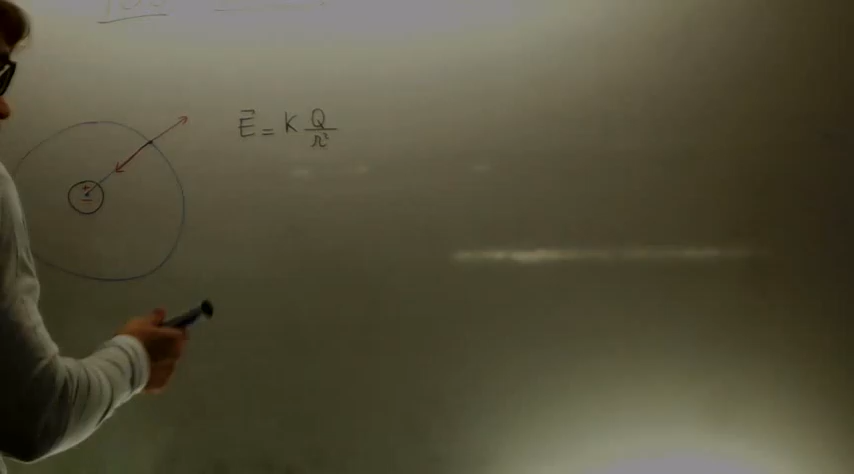 E⃗ = K Q/r²
+
−